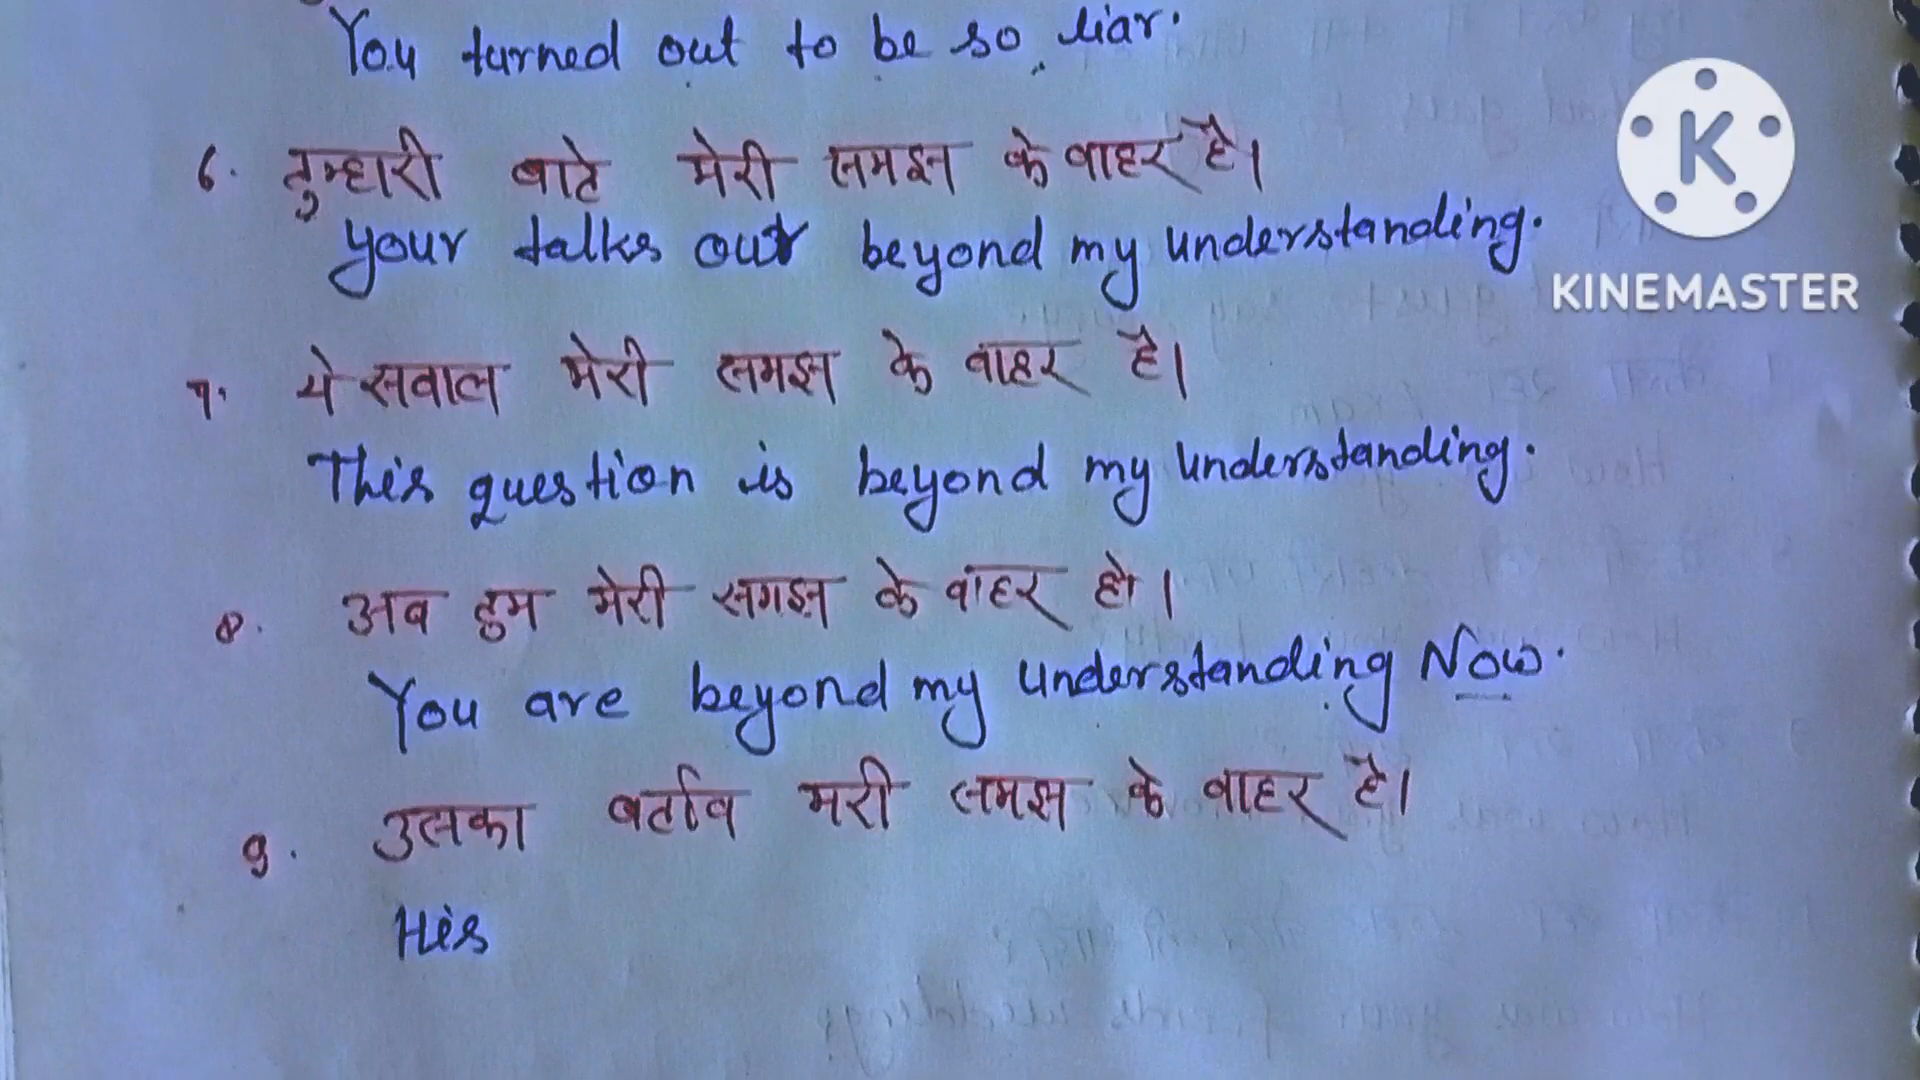 You turned out to be so liar.
6. तुम्हारी बाते मेरी समझ के बाहर है।
your talks our beyond my understanding.
KINEMASTER
7. ये सवाल मेरी समझ के बाहर है।
This question is beyond my understanding.
8. अब तुम मेरी समझ के बाहर हो।
You are beyond my understanding Now.
9. उसका बर्ताव मरी समझ के बाहर है।
His